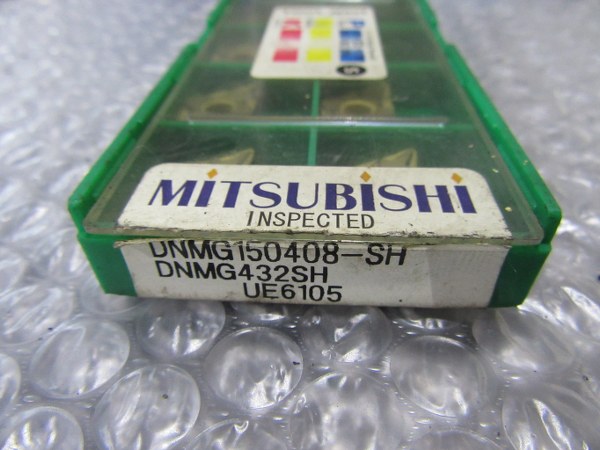 MITSUBISHI
INSPECTED
DNMG150408-SH
DNMG432SH
UE6105